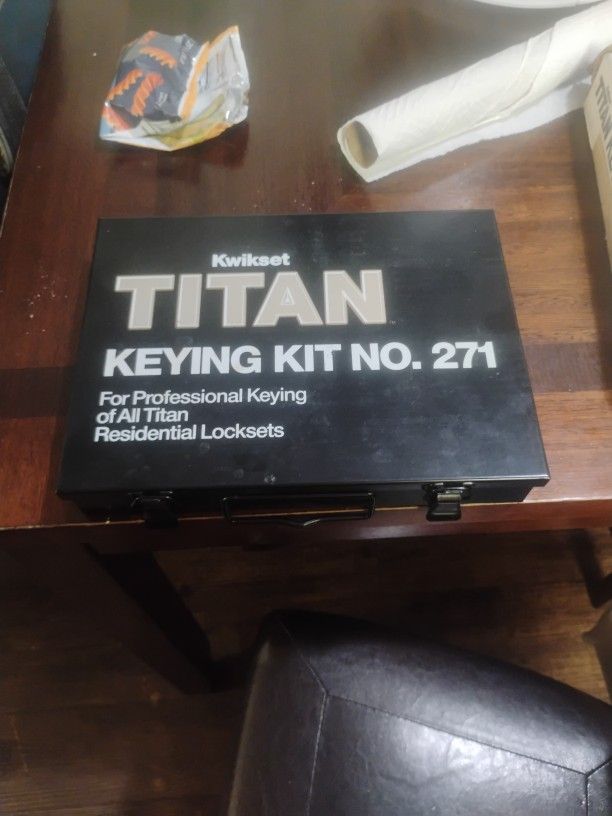 Kwikset
TITAN
KEYING KIT NO. 271
For Professional Keying
of All Titan
Residential Locksets